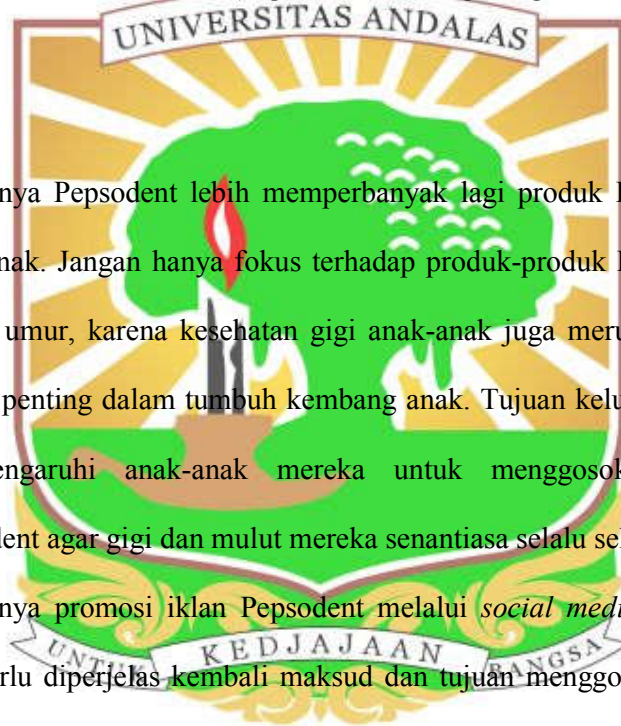 UNIVERSITAS ANDALAS
nya Pepsodent lebih memperbanyak lagi produk
nak. Jangan hanya fokus terhadap produk-produk
umur, karena kesehatan gigi anak-anak juga meru
penting dalam tumbuh kembang anak. Tujuan kelu
engaruhi anak-anak mereka untuk menggosok
lent agar gigi dan mulut mereka senantiasa selalu se
nya promosi iklan Pepsodent melalui social medi
UNTUK KEDJAJAAN BANGSA
rlu diperjelas kembali maksud dan tujuan menggo